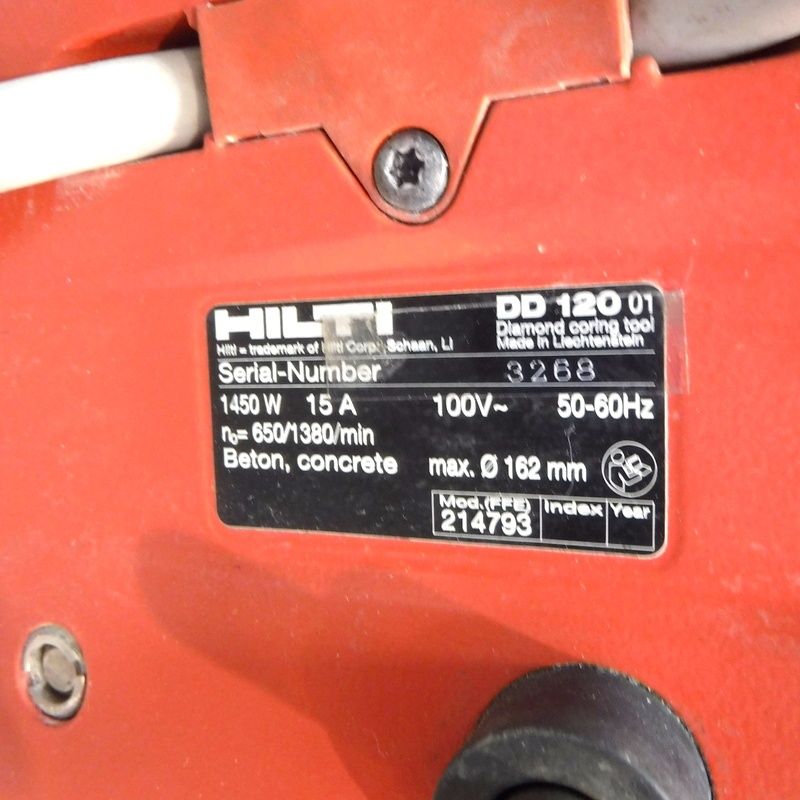 HILTI DD 120 01
Diamond coring tool
Hilti = trademark of Hilti Corp., Schaan, LI Made in Liechtenstein
Serial-Number 3268
1450 W 15 A 100V~ 50-60Hz
n₀= 650/1380/min
Beton, concrete max. Ø 162 mm
Mod.(FFE) Index Year
214793